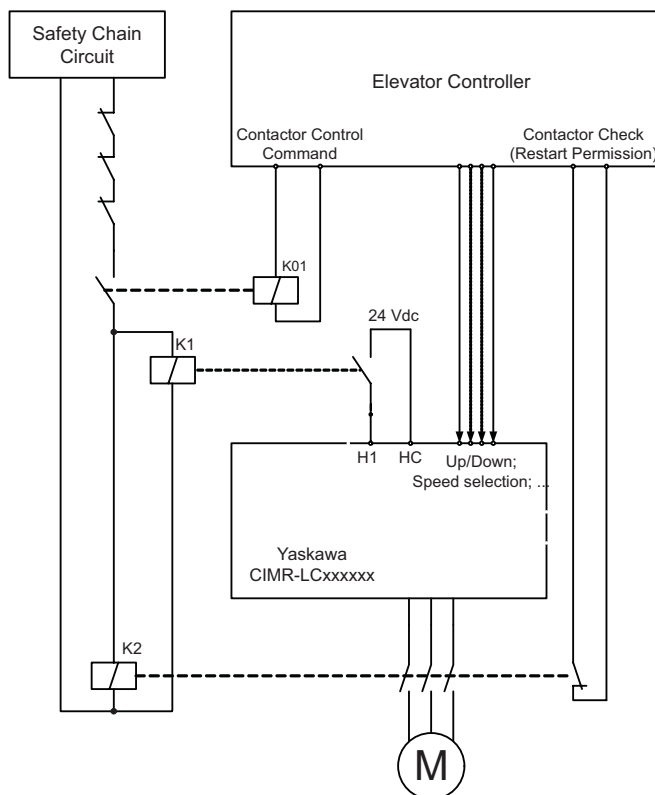 Safety Chain
Circuit
Elevator Controller
Contactor Control
Command
Contactor Check
(Restart Permission)
K01
24 Vdc
K1
H1
HC
Up/Down;
Speed selection; ...
Yaskawa
CIMR-LCxxxxxx
K2
M